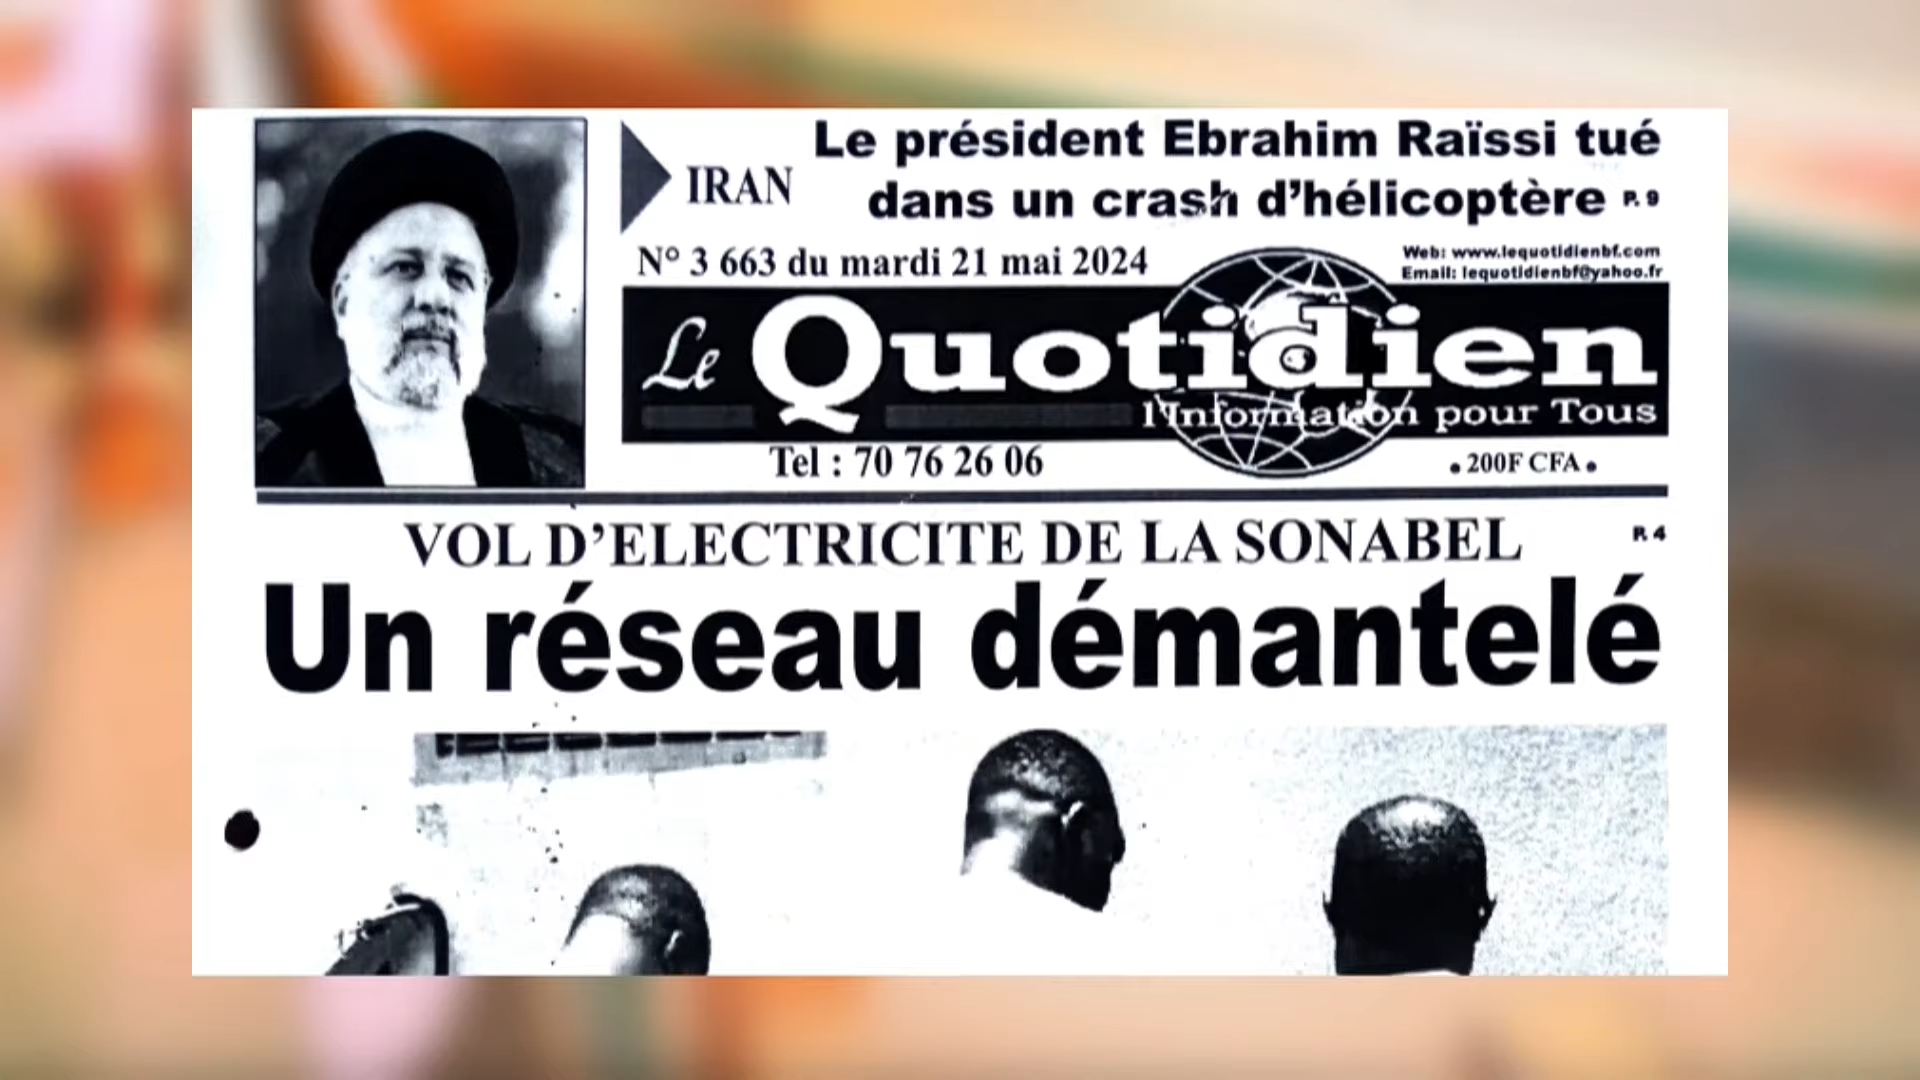 IRAN
Le président Ebrahim Raïssi tué
dans un crash d'hélicoptère P. 9
N° 3 663 du mardi 21 mai 2024
Web: www.lequotidienbf.com
Email: lequotidienbf@yahoo.fr
Le Quotidien
l'Information pour Tous
Tel : 70 76 26 06
• 200F CFA •
VOL D'ELECTRICITE DE LA SONABEL P. 4
Un réseau démantelé